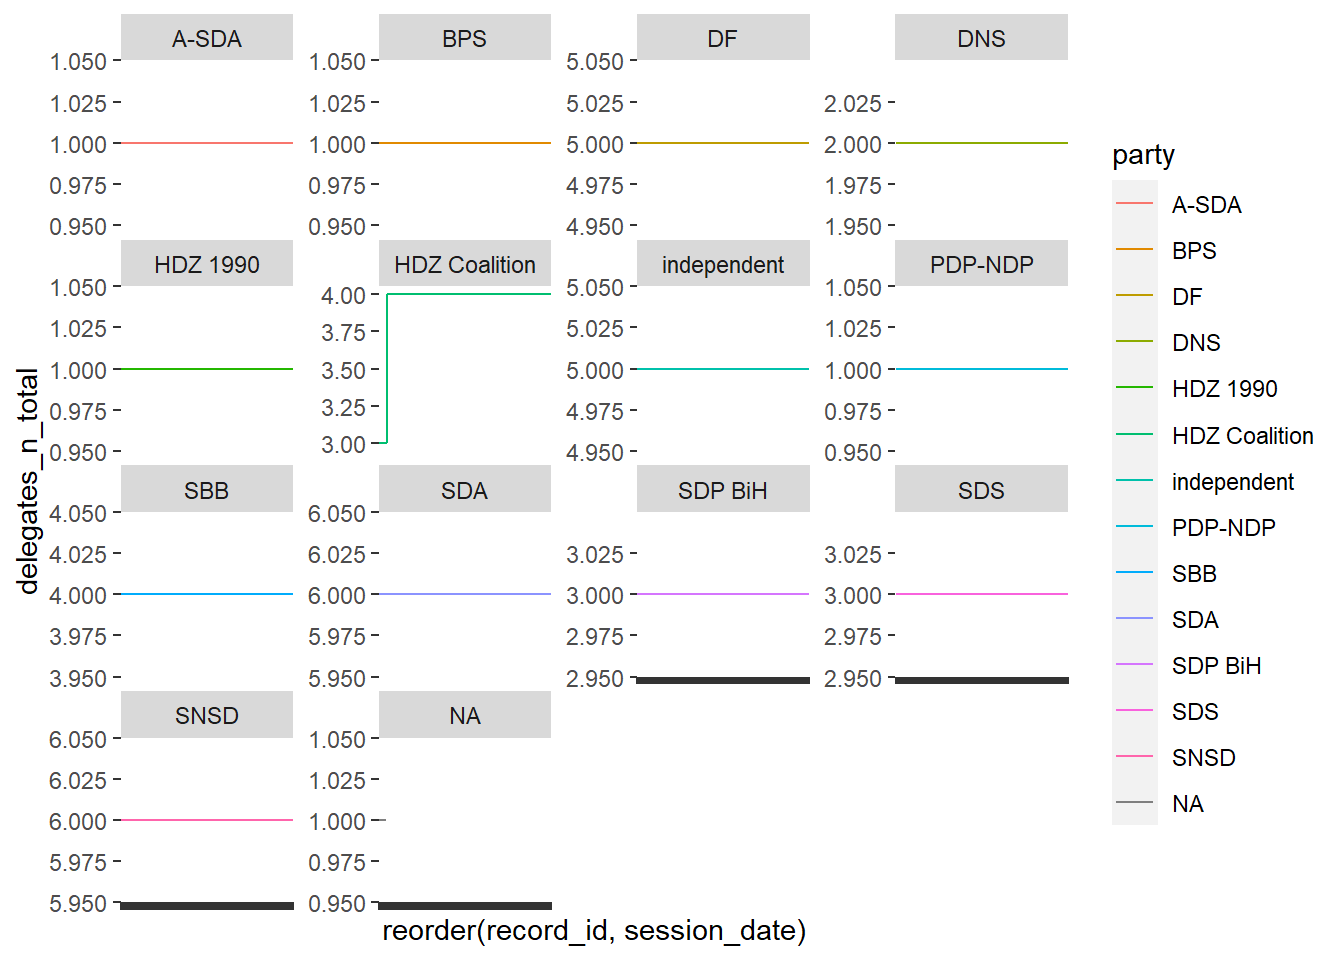 A-SDA BPS DF DNS
1.050 1.050 5.050
1.025 1.025 5.025 2.025
1.000 1.000 5.000 2.000
0.975 0.975 4.975 1.975
0.950 0.950 4.950 1.950
HDZ 1990 HDZ Coalition independent PDP-NDP
1.050 4.00 5.050 1.050
1.025 3.75 5.025 1.025
1.000 3.50 5.000 1.000
0.975 3.25 4.975 0.975
0.950 3.00 4.950 0.950
SBB SDA SDP BiH SDS
4.050 6.050
4.025 6.025 3.025 3.025
4.000 6.000 3.000 3.000
3.975 5.975 2.975 2.975
3.950 5.950 2.950 2.950
SNSD NA
6.050 1.050
6.025 1.025
6.000 1.000
5.975 0.975
5.950 0.950
delegates_n_total
reorder(record_id, session_date)
party
A-SDA
BPS
DF
DNS
HDZ 1990
HDZ Coalition
independent
PDP-NDP
SBB
SDA
SDP BiH
SDS
SNSD
NA